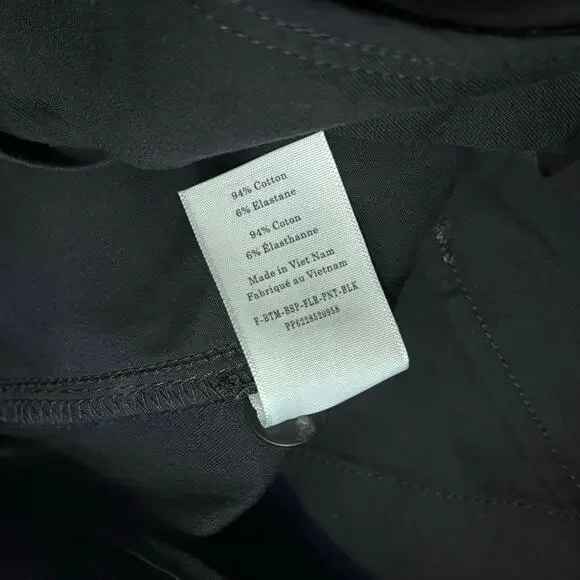 94% Cotton
6% Elastane
94% Coton
6% Élasthanne
Made in Viet Nam
Fabriqué au Vietnam
F-BTM-BSP-FLR-PNT-BLK
PP6228520958